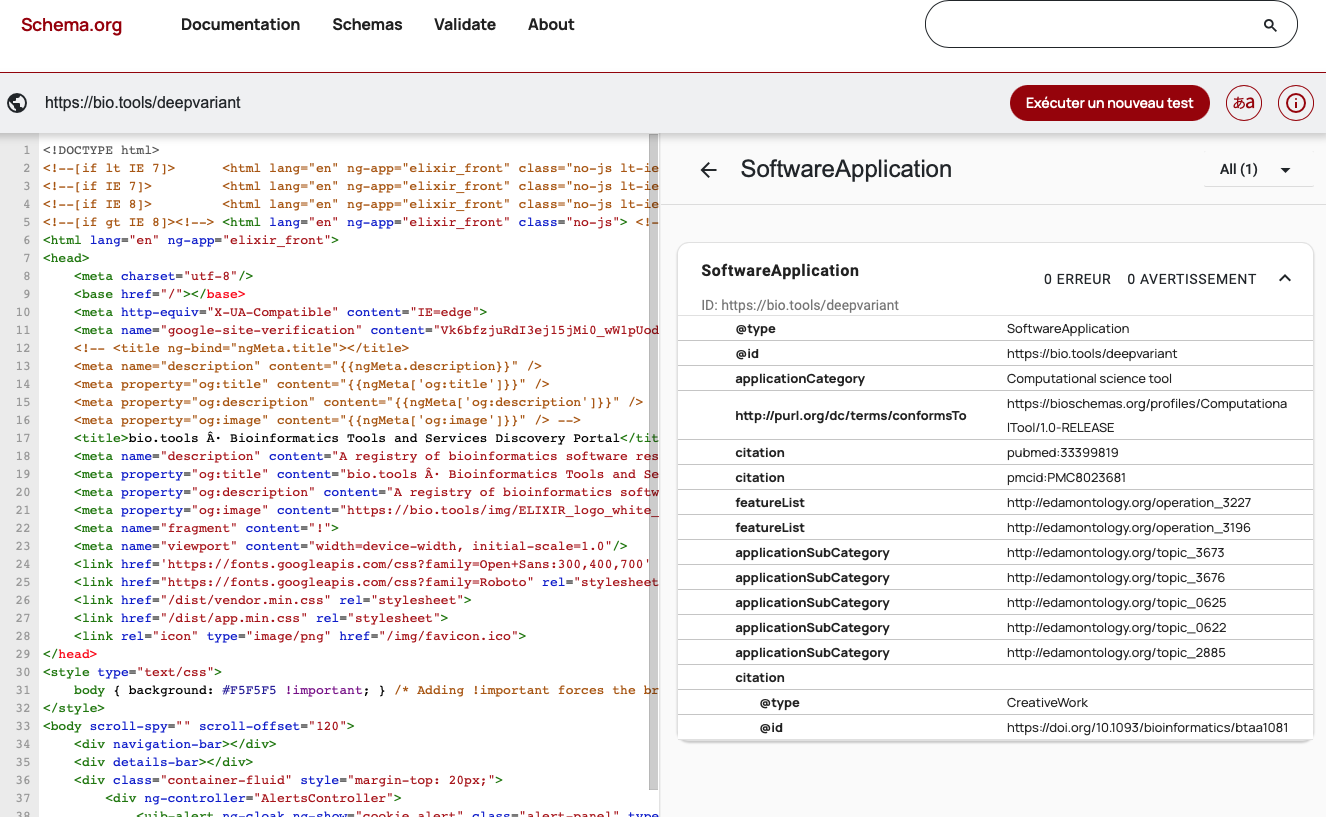 Schema.org Documentation Schemas Validate About
https://bio.tools/deepvariant Exécuter un nouveau test あa
1 <!DOCTYPE html>
2 <!--[if lt IE 7]>      <html lang="en" ng-app="elixir_front" class="no-js lt-ie
3 <!--[if IE 7]>         <html lang="en" ng-app="elixir_front" class="no-js lt-ie
4 <!--[if IE 8]>         <html lang="en" ng-app="elixir_front" class="no-js lt-ie
5 <!--[if gt IE 8]><!--> <html lang="en" ng-app="elixir_front" class="no-js"> <!-
6 <html lang="en" ng-app="elixir_front">
7 <head>
8     <meta charset="utf-8"/>
9     <base href="/"></base>
10     <meta http-equiv="X-UA-Compatible" content="IE=edge">
11     <meta name="google-site-verification" content="Vk6bfzjuRdI3ej15jMi0_wW1pUod
12     <!-- <title ng-bind="ngMeta.title"></title>
13     <meta name="description" content="{{ngMeta.description}}" />
14     <meta property="og:title" content="{{ngMeta['og:title']}}" />
15     <meta property="og:description" content="{{ngMeta['og:description']}}" />
16     <meta property="og:image" content="{{ngMeta['og:image']}}" /> -->
17     <title>bio.tools Â· Bioinformatics Tools and Services Discovery Portal</tit
18     <meta name="description" content="A registry of bioinformatics software res
19     <meta property="og:title" content="bio.tools Â· Bioinformatics Tools and Se
20     <meta property="og:description" content="A registry of bioinformatics softw
21     <meta property="og:image" content="https://bio.tools/img/ELIXIR_logo_white_
22     <meta name="fragment" content="!">
23     <meta name="viewport" content="width=device-width, initial-scale=1.0"/>
24     <link href='https://fonts.googleapis.com/css?family=Open+Sans:300,400,700'
25     <link href="https://fonts.googleapis.com/css?family=Roboto" rel="stylesheet
26     <link href="/dist/vendor.min.css" rel="stylesheet">
27     <link href="/dist/app.min.css" rel="stylesheet">
28     <link rel="icon" type="image/png" href="/img/favicon.ico">
29 </head>
30 <style type="text/css">
31     body { background: #F5F5F5 !important; } /* Adding !important forces the br
32 </style>
33 <body scroll-spy="" scroll-offset="120">
34     <div navigation-bar></div>
35     <div details-bar></div>
36     <div class="container-fluid" style="margin-top: 20px;">
37         <div ng-controller="AlertsController">
38             <uib-alert ng-cloak ng-show="cookie_alert" class="alert-panel" type
SoftwareApplication All (1)
SoftwareApplication 0 ERREUR 0 AVERTISSEMENT
ID: https://bio.tools/deepvariant
@type SoftwareApplication
@id https://bio.tools/deepvariant
applicationCategory Computational science tool
http://purl.org/dc/terms/conformsTo https://bioschemas.org/profiles/Computationa
lTool/1.0-RELEASE
citation pubmed:33399819
citation pmcid:PMC8023681
featureList http://edamontology.org/operation_3227
featureList http://edamontology.org/operation_3196
applicationSubCategory http://edamontology.org/topic_3673
applicationSubCategory http://edamontology.org/topic_3676
applicationSubCategory http://edamontology.org/topic_0625
applicationSubCategory http://edamontology.org/topic_0622
applicationSubCategory http://edamontology.org/topic_2885
citation
@type CreativeWork
@id https://doi.org/10.1093/bioinformatics/btaa1081